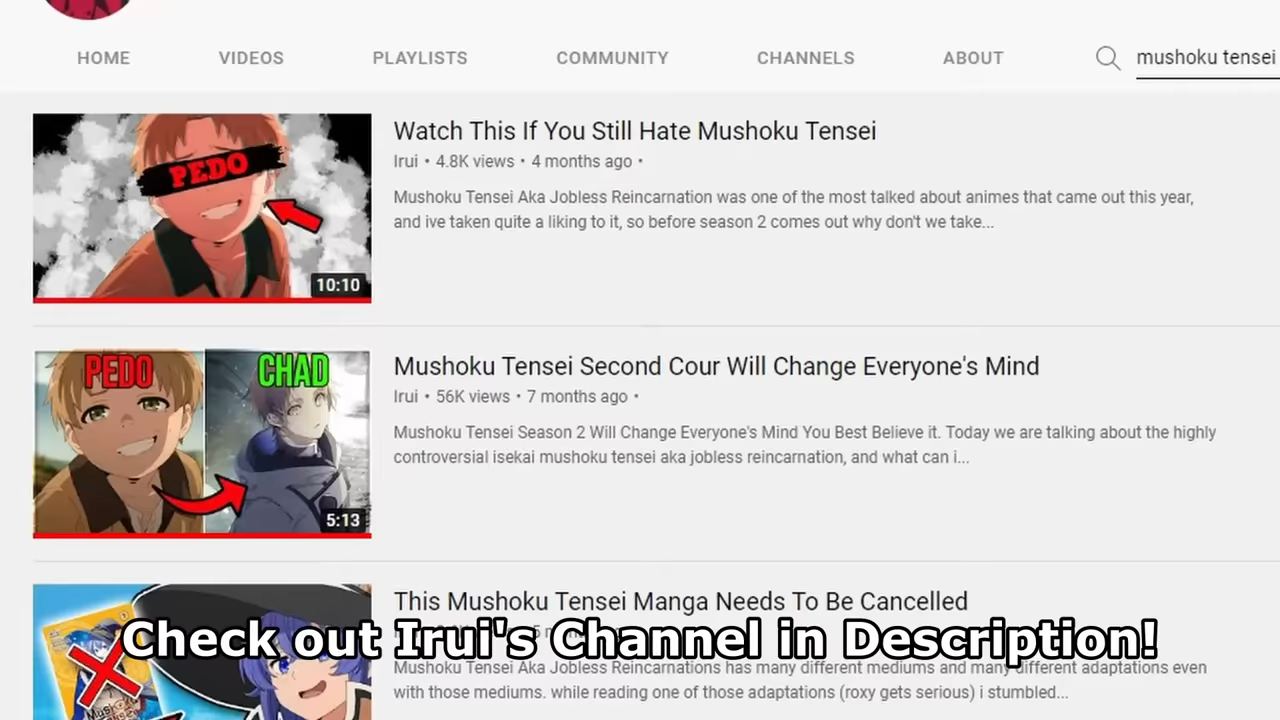 HOME VIDEOS PLAYLISTS COMMUNITY CHANNELS ABOUT mushoku tensei
PEDO
10:10
Watch This If You Still Hate Mushoku Tensei
Irui • 4.8K views • 4 months ago •
Mushoku Tensei Aka Jobless Reincarnation was one of the most talked about animes that came out this year,
and ive taken quite a liking to it, so before season 2 comes out why don't we take...
PEDO CHAD
5:13
Mushoku Tensei Second Cour Will Change Everyone's Mind
Irui • 56K views • 7 months ago •
Mushoku Tensei Season 2 Will Change Everyone's Mind You Best Believe it. Today we are talking about the highly
controversial isekai mushoku tensei aka jobless reincarnation, and what can i...
This Mushoku Tensei Manga Needs To Be Cancelled
Check out Irui's Channel in Description!
Mushoku Tensei Aka Jobless Reincarnations has many different mediums and many different adaptations even
with those mediums. while reading one of those adaptations (roxy gets serious) i stumbled...